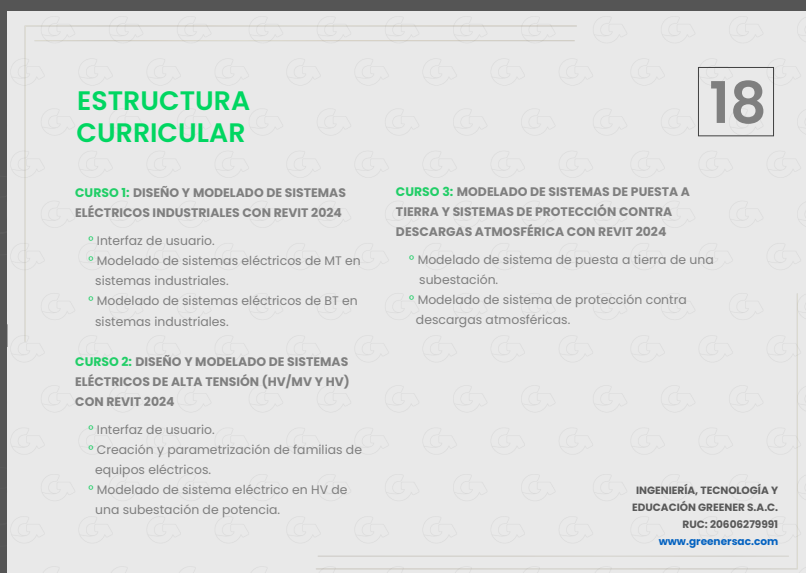 ESTRUCTURA
CURRICULAR
18
CURSO 1: DISEÑO Y MODELADO DE SISTEMAS
ELÉCTRICOS INDUSTRIALES CON REVIT 2024
° Interfaz de usuario.
° Modelado de sistemas eléctricos de MT en
sistemas industriales.
° Modelado de sistemas eléctricos de BT en
sistemas industriales.
CURSO 2: DISEÑO Y MODELADO DE SISTEMAS
ELÉCTRICOS DE ALTA TENSIÓN (HV/MV Y HV)
CON REVIT 2024
° Interfaz de usuario.
° Creación y parametrización de familias de
equipos eléctricos.
° Modelado de sistema eléctrico en HV de
una subestación de potencia.
CURSO 3: MODELADO DE SISTEMAS DE PUESTA A
TIERRA Y SISTEMAS DE PROTECCIÓN CONTRA
DESCARGAS ATMOSFÉRICA CON REVIT 2024
° Modelado de sistema de puesta a tierra de una
subestación.
° Modelado de sistema de protección contra
descargas atmosféricas.
INGENIERÍA, TECNOLOGÍA Y
EDUCACIÓN GREENER S.A.C.
RUC: 20606279991
www.greenersac.com